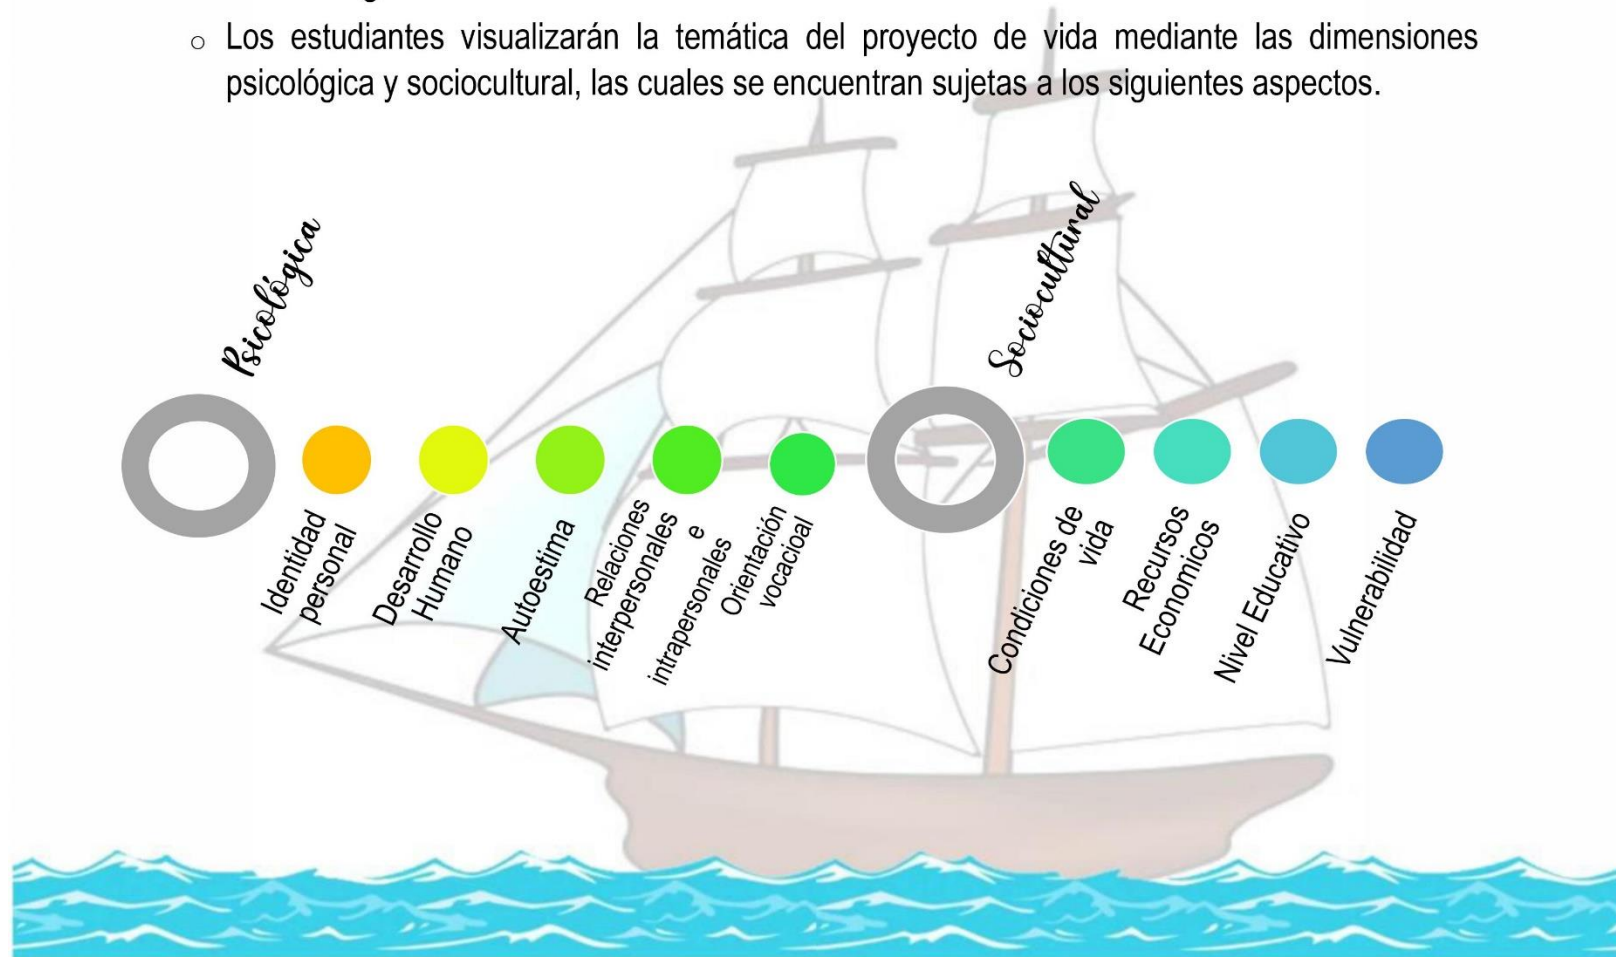 ○ Los estudiantes visualizarán la temática del proyecto de vida mediante las dimensiones
psicológica y sociocultural, las cuales se encuentran sujetas a los siguientes aspectos.
Psicológica
Identidad
personal
Desarrollo
Humano
Autoestima
Relaciones
interpersonales
e
intrapersonales
Orientación
vocacioal
Sociocultural
Condiciones de
vida
Recursos
Economicos
Nivel Educativo
Vulnerabilidad